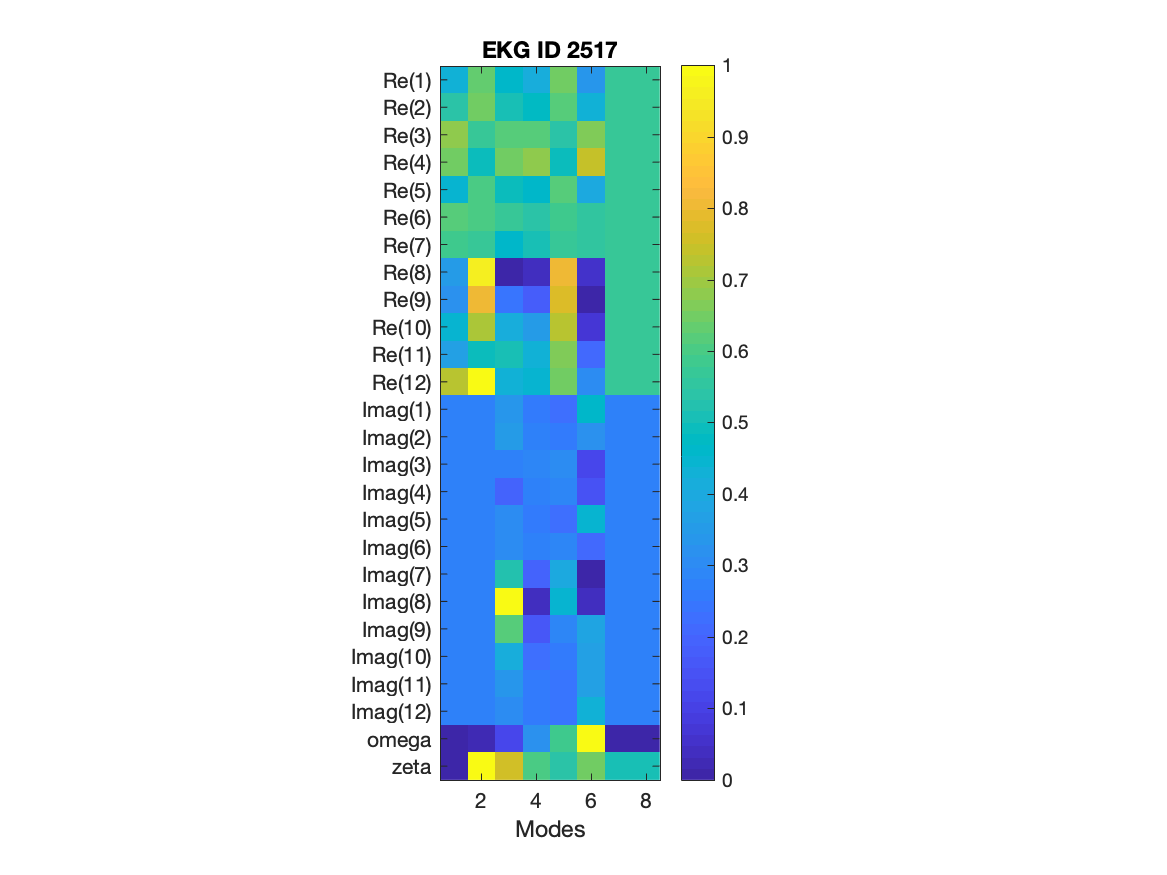 EKG ID 2517
Re(1)
Re(2)
Re(3)
Re(4)
Re(5)
Re(6)
Re(7)
Re(8)
Re(9)
Re(10)
Re(11)
Re(12)
Imag(1)
Imag(2)
Imag(3)
Imag(4)
Imag(5)
Imag(6)
Imag(7)
Imag(8)
Imag(9)
Imag(10)
Imag(11)
Imag(12)
omega
zeta
2 4 6 8
Modes
1
0.9
0.8
0.7
0.6
0.5
0.4
0.3
0.2
0.1
0